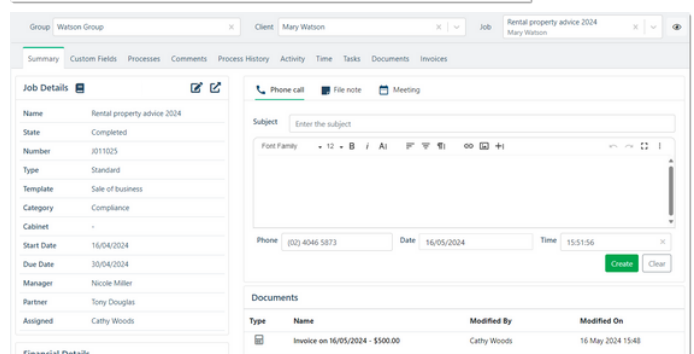 Group Watson Group Client Mary Watson Job Rental property advice 2024
Mary Watson
Summary Custom Fields Processes Comments Process History Activity Time Tasks Documents Invoices
Job Details
Name Rental property advice 2024
State Completed
Number J011025
Type Standard
Template Sale of business
Category Compliance
Cabinet -
Start Date 16/04/2024
Due Date 30/04/2024
Manager Nicole Miller
Partner Tony Douglas
Assigned Cathy Woods
Financial Details
Phone call File note Meeting
Subject Enter the subject
Font Family 12 B i AI
Phone (02) 4046 5873 Date 16/05/2024 Time 15:51:56
Create Clear
Documents
Type Name Modified By Modified On
Invoice on 16/05/2024 - $500.00 Cathy Woods 16 May 2024 15:48